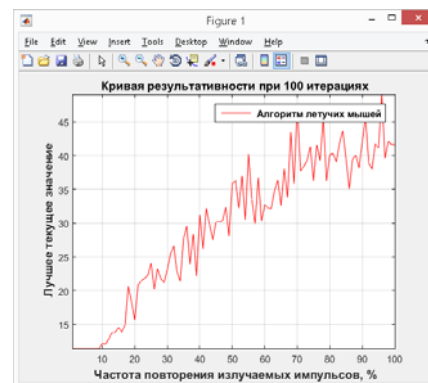 Figure 1
File Edit View Insert Tools Desktop Window Help
Кривая результативности при 100 итерациях
Алгоритм летучих мышей
Лучшее текущее значение
45
40
35
30
25
20
15
10 20 30 40 50 60 70 80 90 100
Частота повторения излучаемых импульсов, %